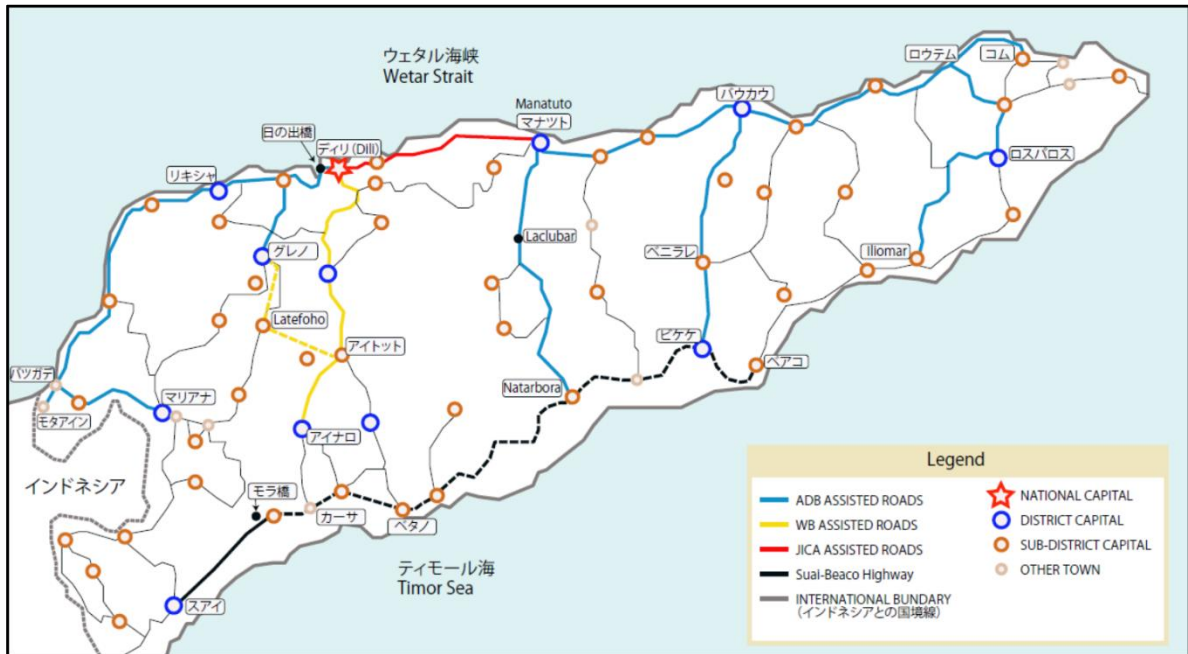 ウェタル海峡
Wetar Strait
ロウテム
コム
バウカウ
Manatuto
マナツト
日の出橋
ディリ (Dili)
リキシャ
ロスパロス
Laclubar
グレノ
ベニラレ
Iliomar
Latefoho
アイトット
ビケケ
ベアコ
バツガデ
マリアナ
Natarbora
モタアイン
アイナロ
インドネシア
モラ橋
カーサ
ベタノ
ティモール海
Timor Sea
スアイ
Legend
ADB ASSISTED ROADS
WB ASSISTED ROADS
JICA ASSISTED ROADS
Suai-Beaco Highway
INTERNATIONAL BUNDARY
(インドネシアとの国境線)
NATIONAL CAPITAL
DISTRICT CAPITAL
SUB-DISTRICT CAPITAL
OTHER TOWN